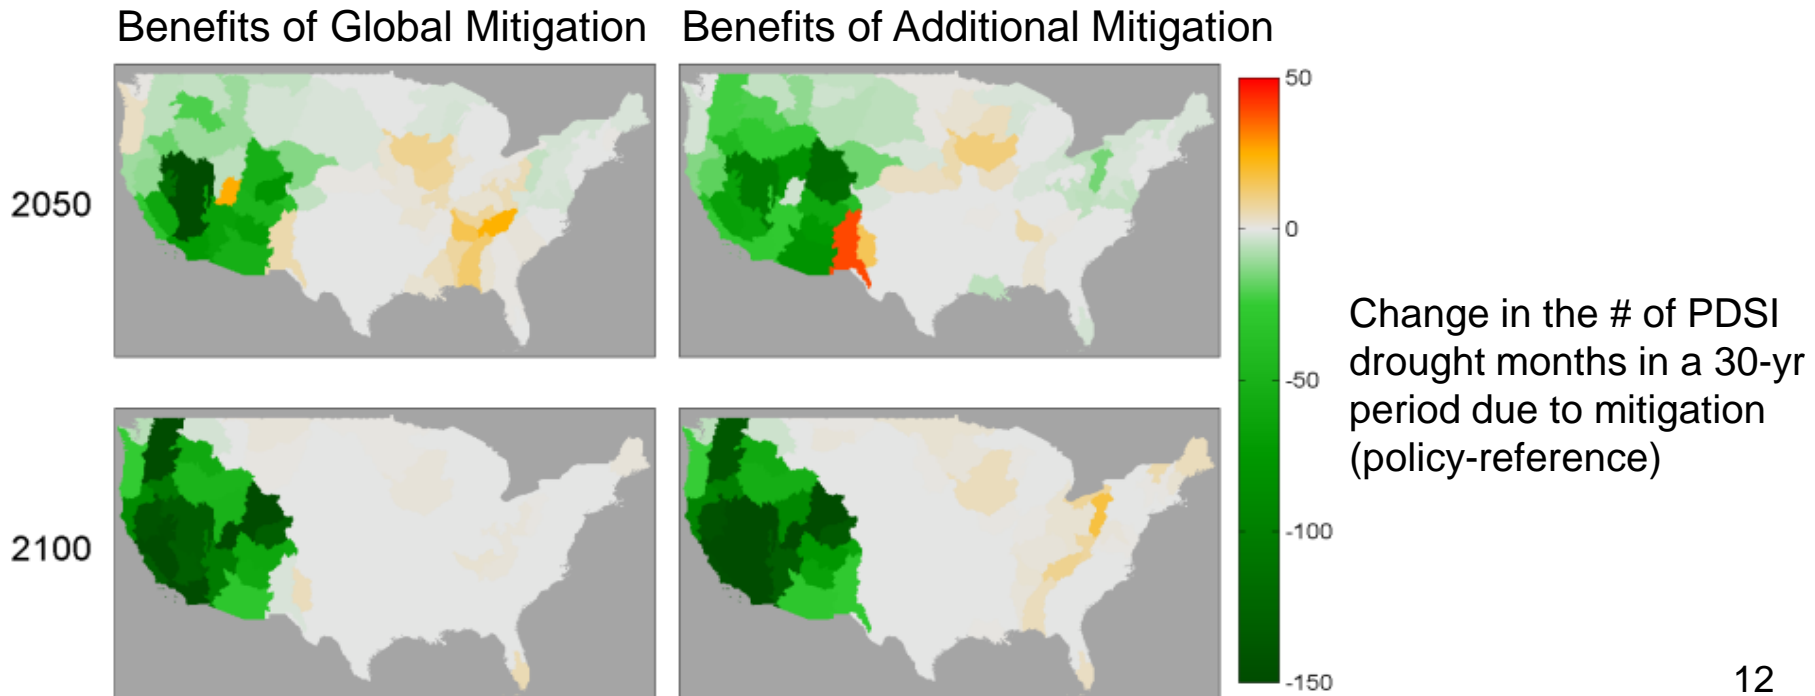 Benefits of Global Mitigation
Benefits of Additional Mitigation
2050
2100
50
0
-50
-100
-150
Change in the # of PDSI
drought months in a 30-yr
period due to mitigation
(policy-reference)
12